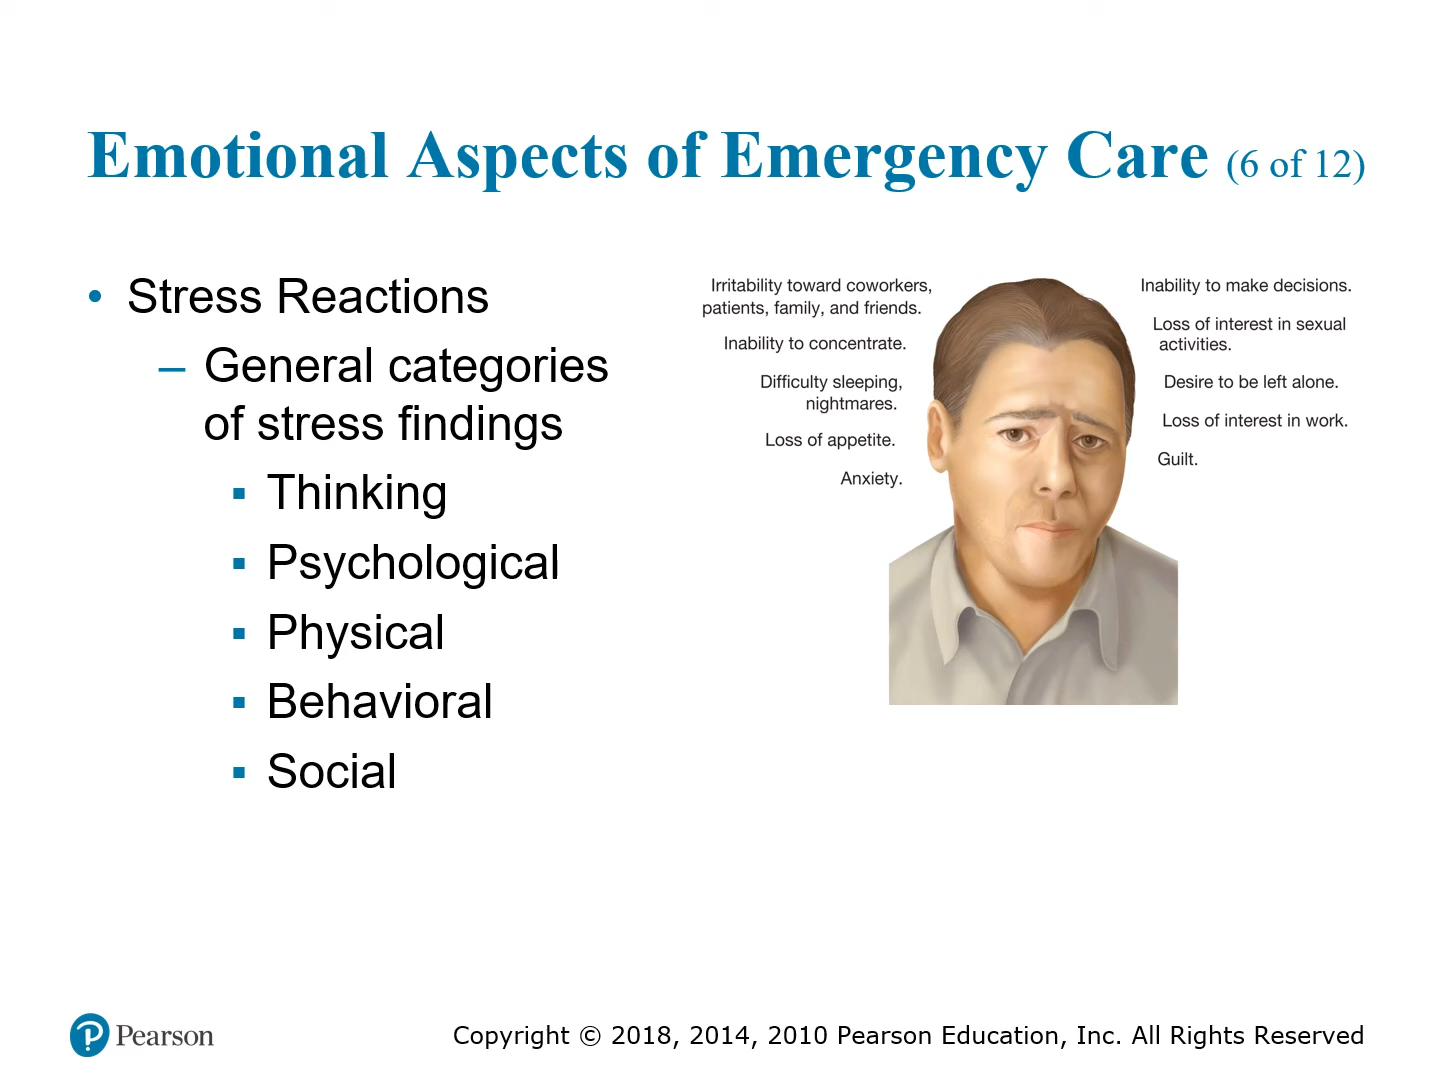 Emotional Aspects of Emergency Care (6 of 12)
• Stress Reactions
– General categories
of stress findings
▪ Thinking
▪ Psychological
▪ Physical
▪ Behavioral
▪ Social
Irritability toward coworkers,
patients, family, and friends.
Inability to concentrate.
Difficulty sleeping,
nightmares.
Loss of appetite.
Anxiety.
Inability to make decisions.
Loss of interest in sexual
activities.
Desire to be left alone.
Loss of interest in work.
Guilt.
Pearson
Copyright © 2018, 2014, 2010 Pearson Education, Inc. All Rights Reserved